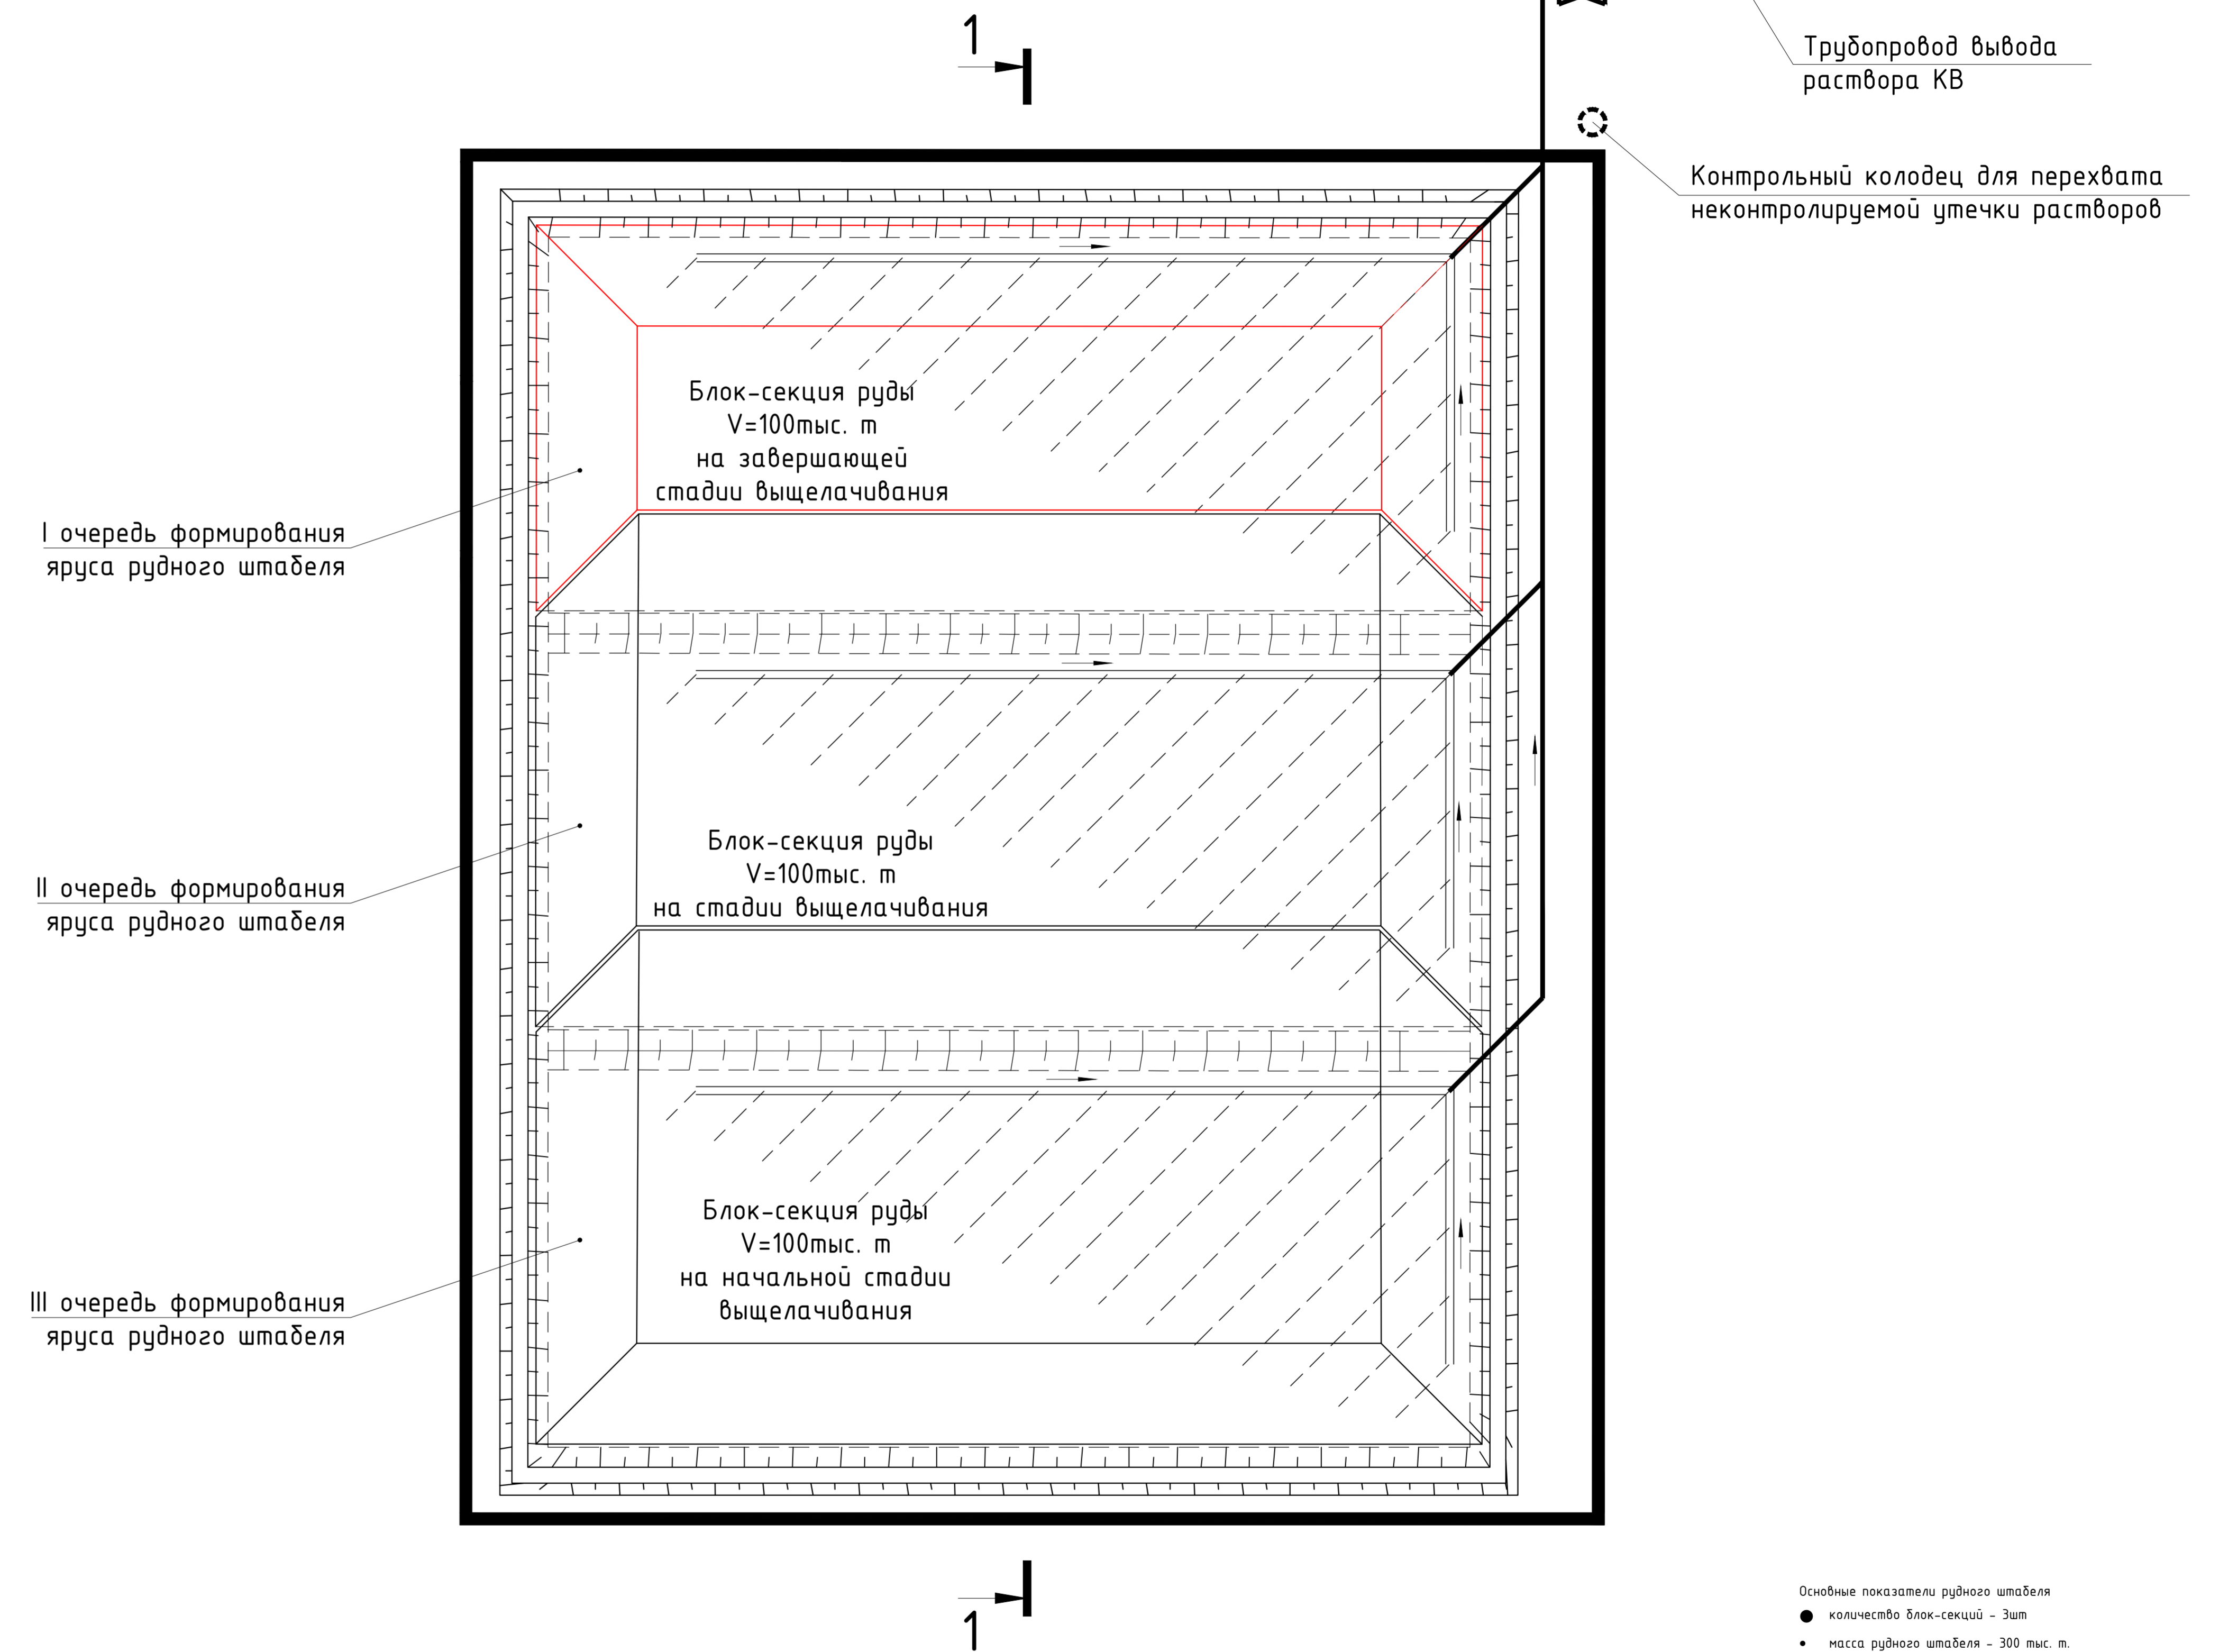 1
Трубопровод вывода
раствора КВ
Контрольный колодец для перехвата
неконтролируемой утечки растворов
Блок-секция руды
V=100тыс. т
на завершающей
стадии выщелачивания
I очередь формирования
яруса рудного штабеля
Блок-секция руды
V=100тыс. т
на стадии выщелачивания
II очередь формирования
яруса рудного штабеля
Блок-секция руды
V=100тыс. т
на начальной стадии
выщелачивания
III очередь формирования
яруса рудного штабеля
1
Основные показатели рудного штабеля
количество блок-секций - 3шт
масса рудного штабеля - 300 тыс. т.